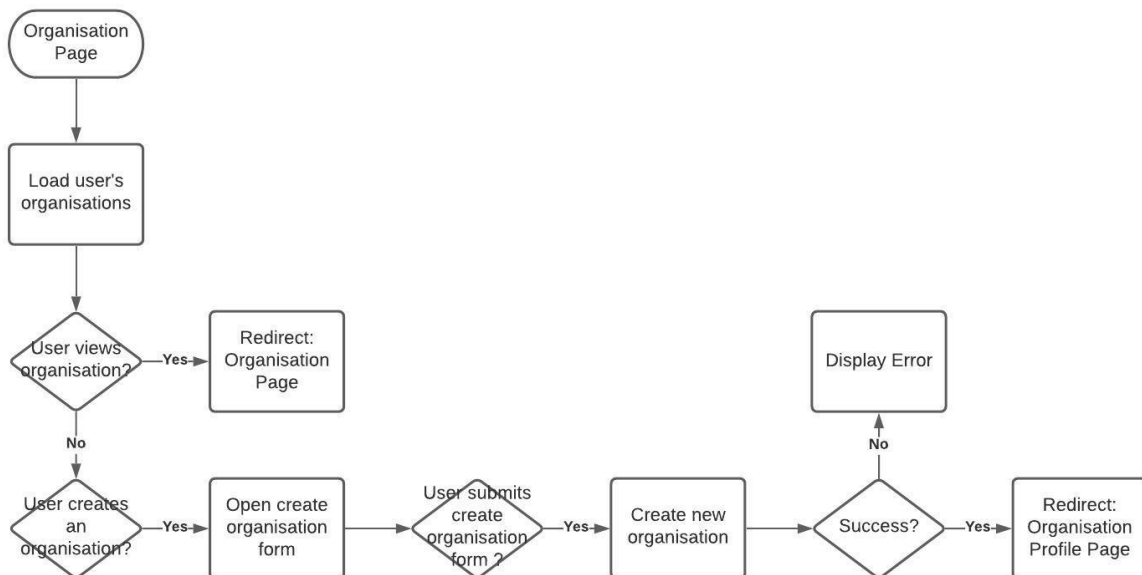 Organisation
Page
Load user's
organisations
User views
organisation?
Yes
Redirect:
Organisation
Page
No
User creates
an
organisation?
Yes
Open create
organisation
form
User submits
create
organisation
form ?
Yes
Create new
organisation
Success?
No
Display Error
Yes
Redirect:
Organisation
Profile Page